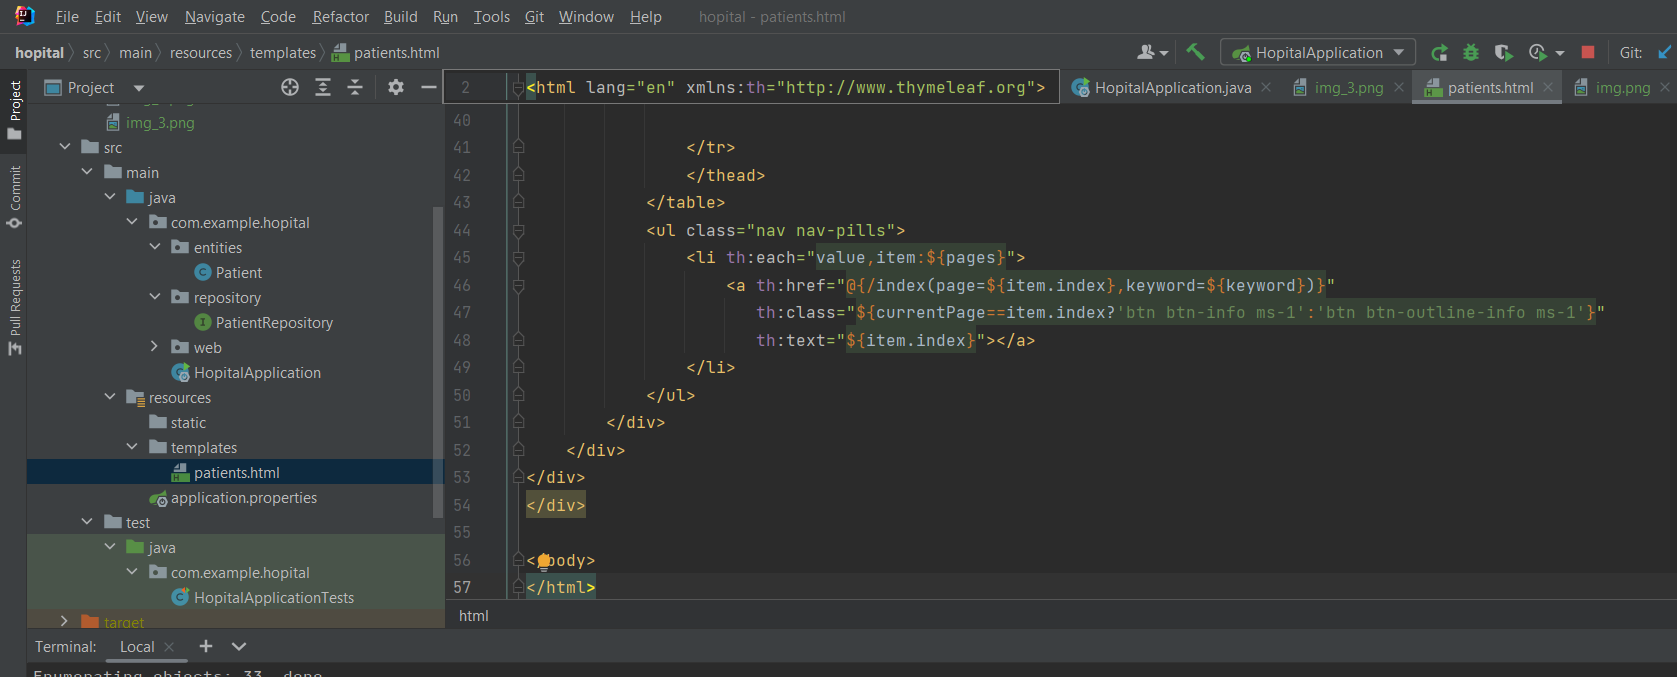 File Edit View Navigate Code Refactor Build Run Tools Git Window Help hopital - patients.html
hopital src main resources templates patients.html HopitalApplication Git:
Project
Commit
Pull Requests
Project
img_3.png
src
main
java
com.example.hopital
entities
Patient
repository
PatientRepository
web
HopitalApplication
resources
static
templates
patients.html
application.properties
test
java
com.example.hopital
HopitalApplicationTests
target
HopitalApplication.java img_3.png patients.html img.png
2 <html lang="en" xmlns:th="http://www.thymeleaf.org">
40
41 </tr>
42 </thead>
43 </table>
44 <ul class="nav nav-pills">
45 <li th:each="value,item:${pages}">
46 <a th:href="@{/index(page=${item.index},keyword=${keyword})}"
47 th:class="${currentPage==item.index?'btn btn-info ms-1':'btn btn-outline-info ms-1'}"
48 th:text="${item.index}"></a>
49 </li>
50 </ul>
51 </div>
52 </div>
53 </div>
54 </div>
55
56 </body>
57 </html>
html
Terminal: Local
Enumerating objects: 33, done.